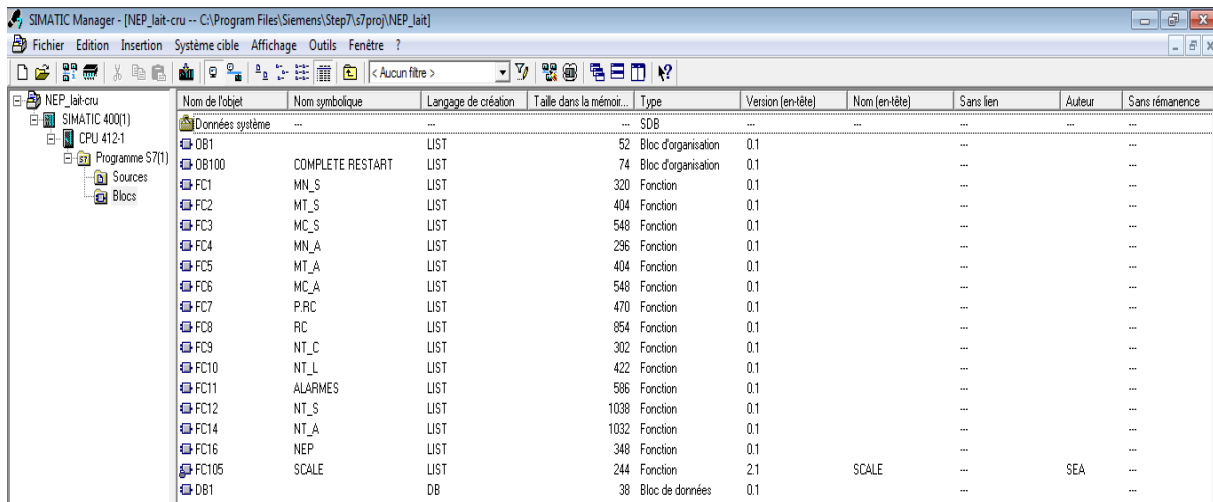 SIMATIC Manager - [NEP_lait-cru -- C:\Program Files\Siemens\Step7\s7proj\NEP_lait]
Fichier Edition Insertion Système cible Affichage Outils Fenêtre ?
< Aucun filtre >
NEP_lait-cru
SIMATIC 400(1)
CPU 412-1
Programme S7(1)
Sources
Blocs
Nom de l'objet Nom symbolique Langage de création Taille dans la mémoir... Type Version (en-tête) Nom (en-tête) Sans lien Auteur Sans rémanence
Données système --- --- --- SDB --- --- --- --- ---
OB1 LIST 52 Bloc d'organisation 0.1 --- ---
OB100 COMPLETE RESTART LIST 74 Bloc d'organisation 0.1 --- ---
FC1 MN_S LIST 320 Fonction 0.1 --- ---
FC2 MT_S LIST 404 Fonction 0.1 --- ---
FC3 MC_S LIST 548 Fonction 0.1 --- ---
FC4 MN_A LIST 296 Fonction 0.1 --- ---
FC5 MT_A LIST 404 Fonction 0.1 --- ---
FC6 MC_A LIST 548 Fonction 0.1 --- ---
FC7 P.RC LIST 470 Fonction 0.1 --- ---
FC8 RC LIST 854 Fonction 0.1 --- ---
FC9 NT_C LIST 302 Fonction 0.1 --- ---
FC10 NT_L LIST 422 Fonction 0.1 --- ---
FC11 ALARMES LIST 586 Fonction 0.1 --- ---
FC12 NT_S LIST 1038 Fonction 0.1 --- ---
FC14 NT_A LIST 1032 Fonction 0.1 --- ---
FC16 NEP LIST 348 Fonction 0.1 --- ---
FC105 SCALE LIST 244 Fonction 2.1 SCALE --- SEA ---
DB1 DB 38 Bloc de données 0.1 --- ---